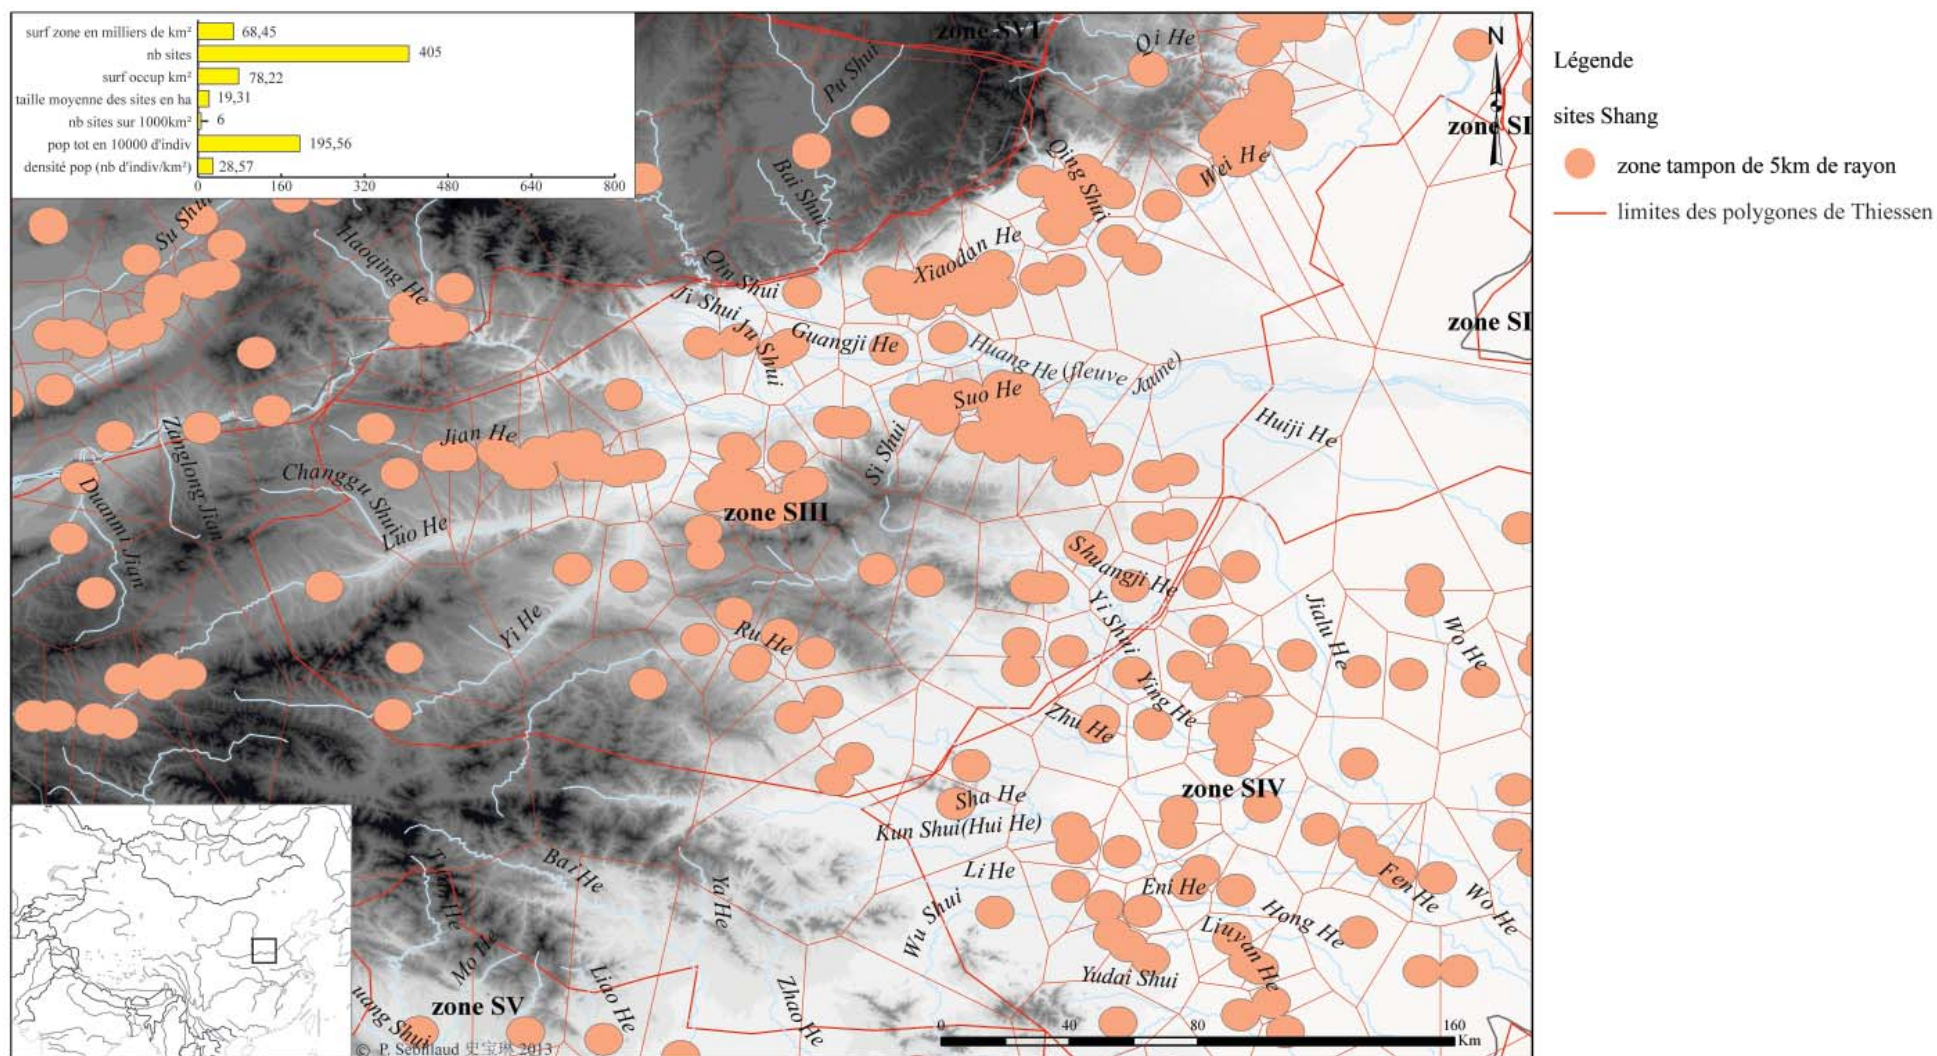 surf zone en milliers de km²
68,45
nb sites
405
surf occup km²
78,22
taille moyenne des sites en ha
19,31
nb sites sur 1000km²
6
pop tot en 10000 d'indiv
195,56
densité pop (nb d'indiv/km²)
28,57
0 160 320 480 640 800
zone SVI
Qi He
N
Pu Shui
zone SI
Légende
sites Shang
zone tampon de 5km de rayon
limites des polygones de Thiessen
Bai Shui
Qing Shui
Wei He
Su Shui
Haoqing He
Xiaodan He
Qin Shui
Ji Shui
Ju Shui
Guangji He
Huang He (fleuve Jaune)
zone SI
Suo He
Huiji He
Jian He
Si Shui
Zanglong Jian
Changgu Shui
Luo He
Duanni Jian
zone SIII
Shuangji He
Yi He
Yi Shui
Jialu He
Wo He
Ru He
Ying He
Zhu He
zone SIV
Sha He
Kun Shui(Hui He)
Li He
Bai He
Ya He
Eni He
Fen He
Wo He
Wu Shui
Hong He
Liuyan He
Mo He
Liao He
Zhao He
Yudai Shui
zone SV
uang Shui
0 40 80 160
Km
© P. Sebillaud 史宝琳 2013